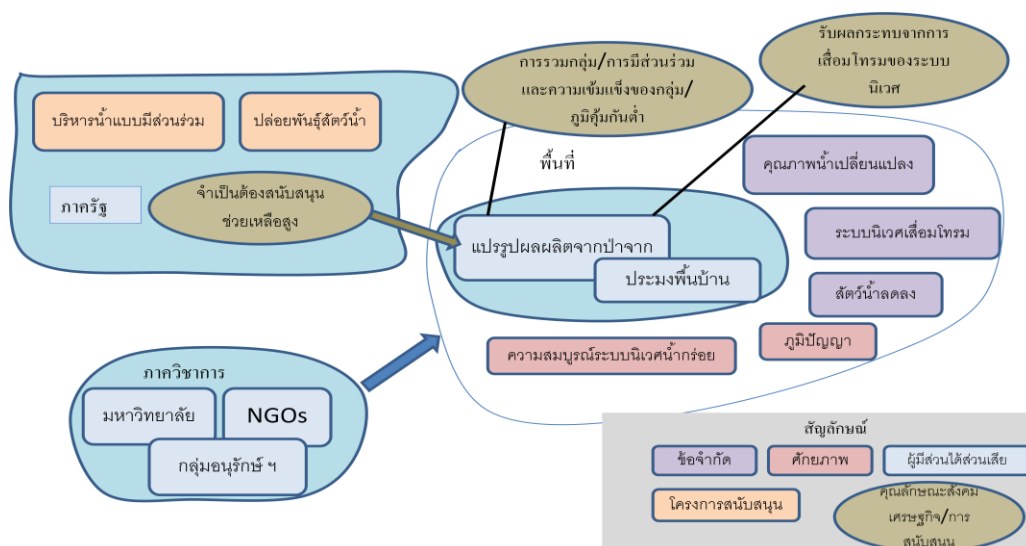 การรวมกลุ่ม/การมีส่วนร่วม
และความเข้มแข็งของกลุ่ม/
ภูมิคุ้มกันต่ำ
รับผลกระทบจากการ
เสื่อมโทรมของระบบ
นิเวศ
บริหารน้ำแบบมีส่วนร่วม
ปล่อยพันธุ์สัตว์น้ำ
ภาครัฐ
จำเป็นต้องสนับสนุน
ช่วยเหลือสูง
พื้นที่
คุณภาพน้ำเปลี่ยนแปลง
แปรรูปผลผลิตจากป่าจาก
ประมงพื้นบ้าน
ระบบนิเวศเสื่อมโทรม
สัตว์น้ำลดลง
ภูมิปัญญา
ความสมบูรณ์ระบบนิเวศน้ำกร่อย
ภาควิชาการ
มหาวิทยาลัย
NGOs
กลุ่มอนุรักษ์ ฯ
สัญลักษณ์
ข้อจำกัด
ศักยภาพ
ผู้มีส่วนได้ส่วนเสีย
โครงการสนับสนุน
คุณลักษณะสังคม
เศรษฐกิจ/การ
สนับสนุน